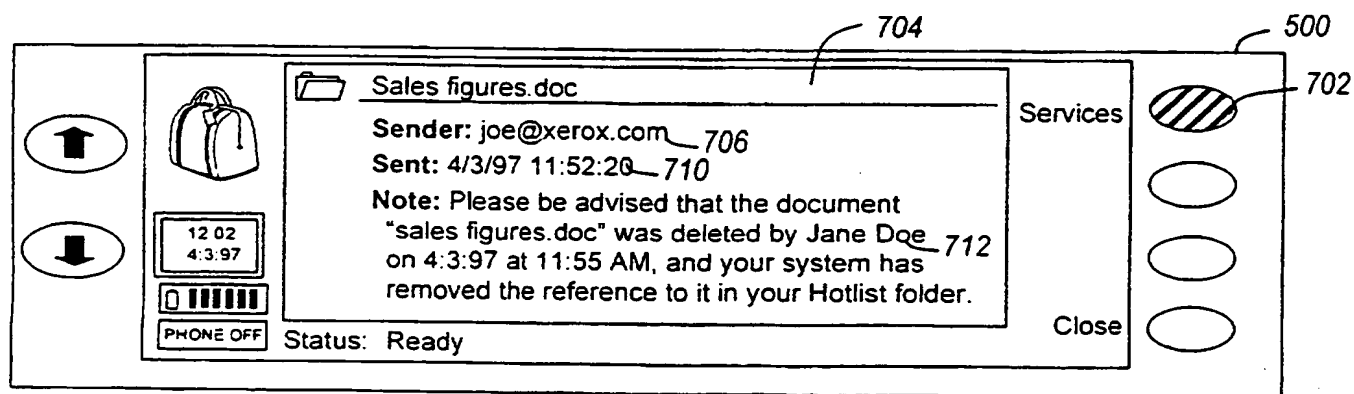 704
500
702
Sales figures.doc
Services
Sender: joe@xerox.com
706
Sent: 4/3/97 11:52:20
710
Note: Please be advised that the document
"sales figures.doc" was deleted by Jane Doe
712
on 4:3:97 at 11:55 AM, and your system has
removed the reference to it in your Hotlist folder.
12 02
4:3:97
PHONE OFF
Status: Ready
Close